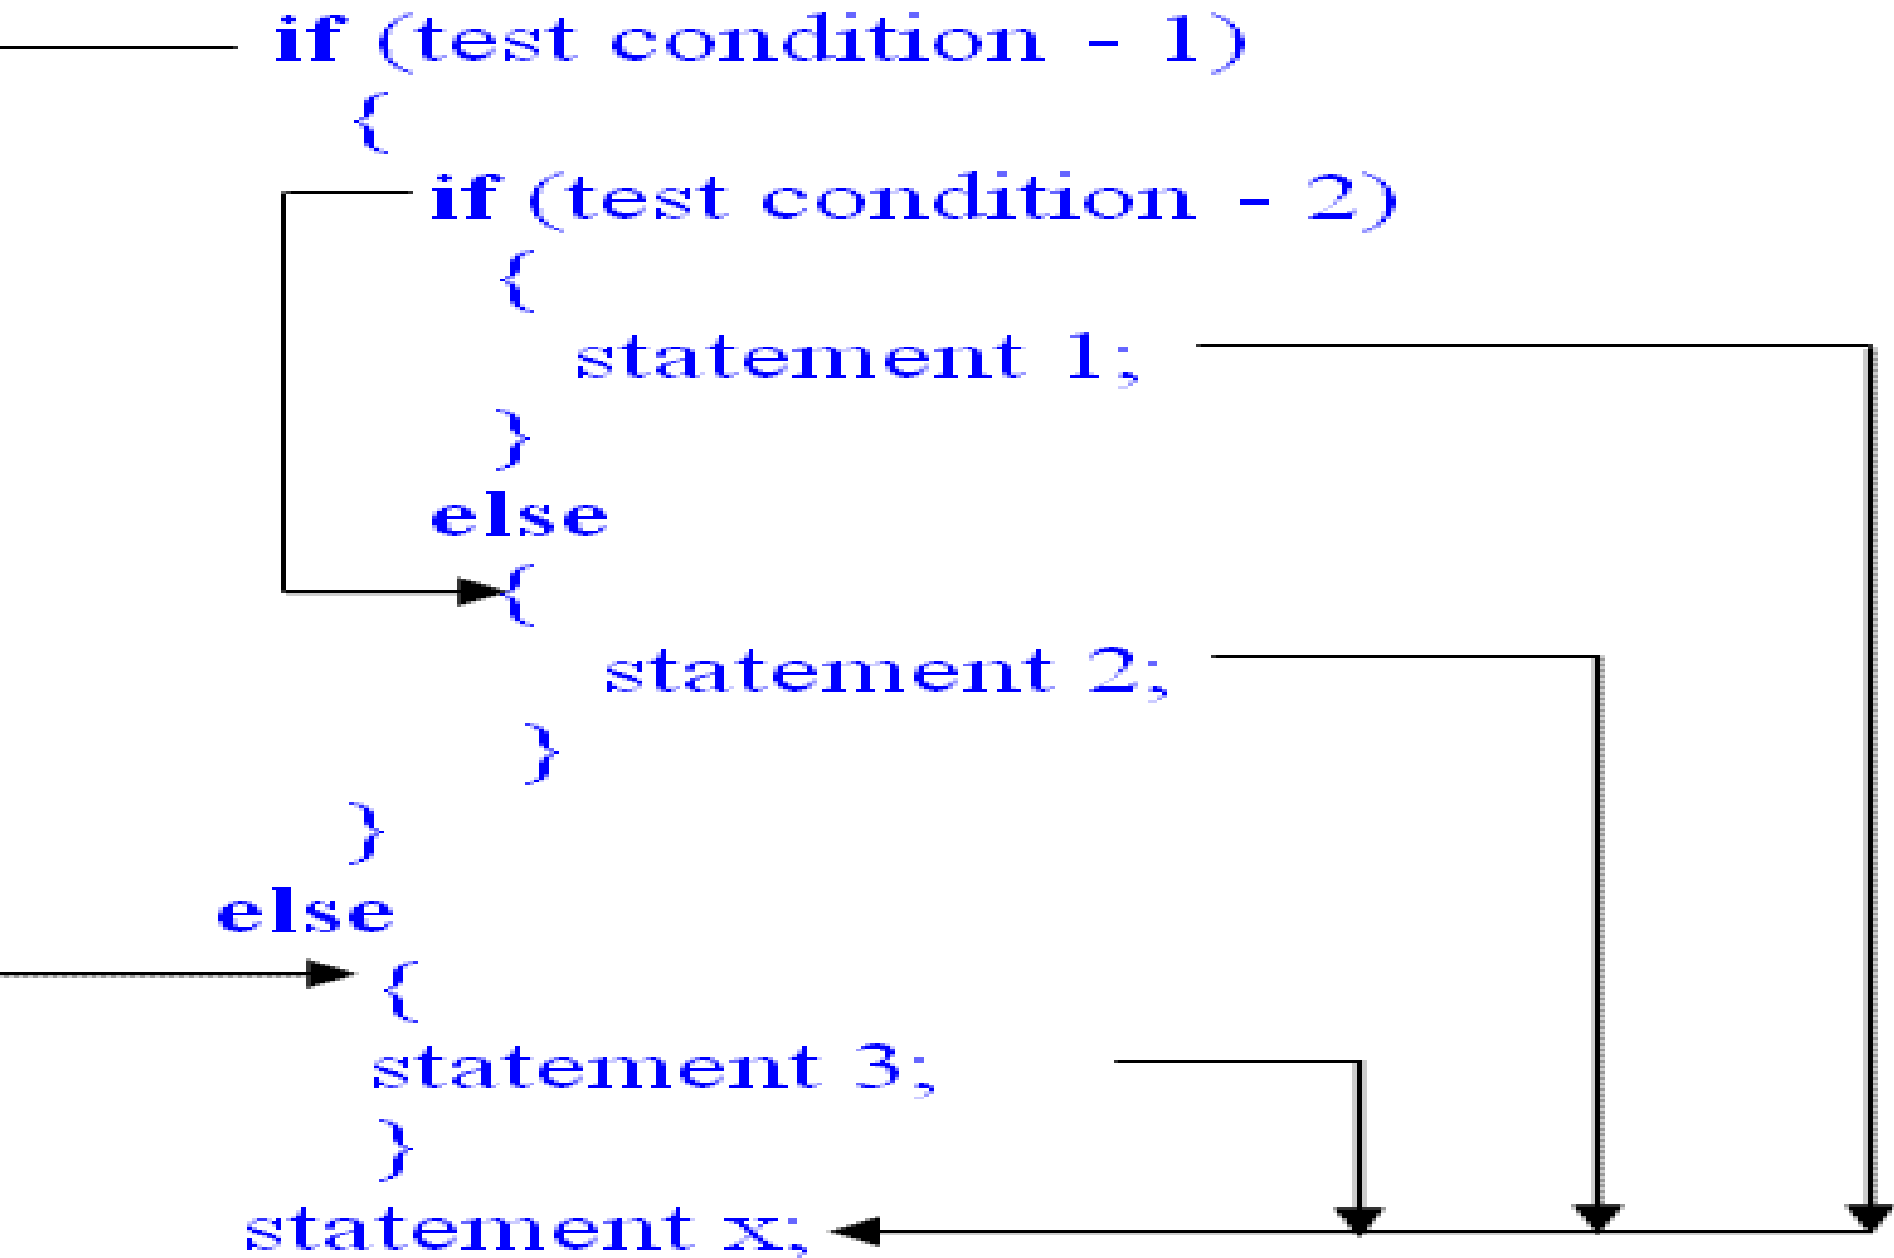 if (test condition - 1)
{
if (test condition - 2)
{
statement 1;
}
else
{
statement 2;
}
}
else
{
statement 3;
}
statement x;